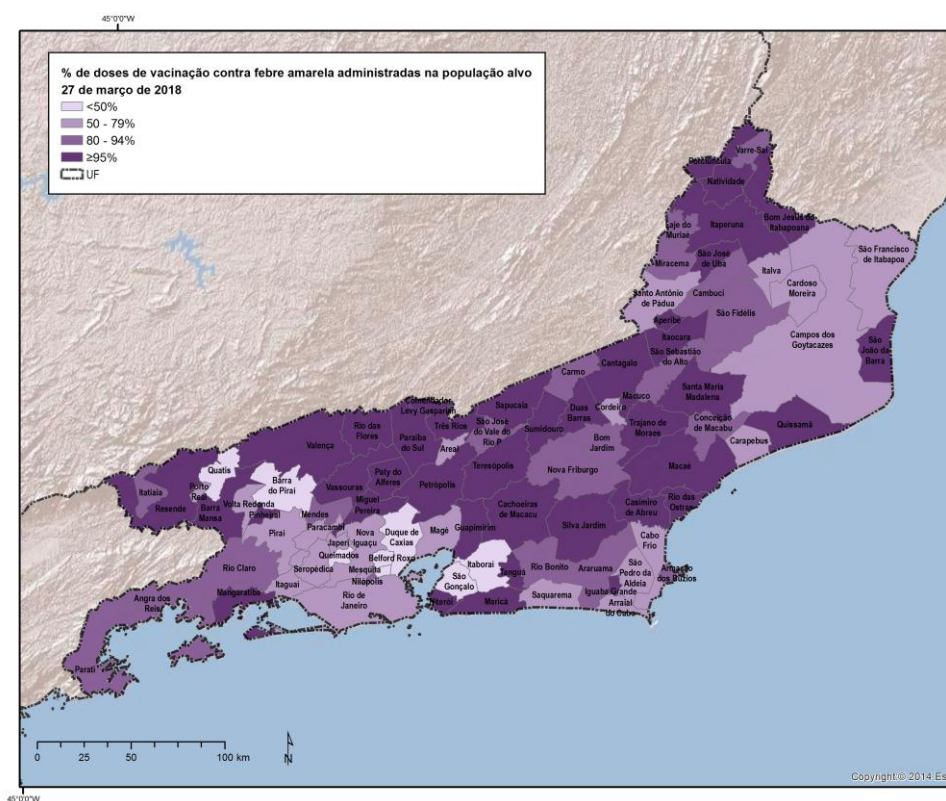 45°0'0"W
% de doses de vacinação contra febre amarela administradas na população alvo
27 de março de 2018
<50%
50 - 79%
80 - 94%
≥95%
UF
Varre-Sai
Porciúncula
Natividade
Itaperuna
Bom Jesus do
Itabapoana
Laje do
Muriaé
São José
de Ubá
Miracema
São Francisco
de Itabapoa
Italva
Cardoso
Moreira
Santo Antônio
de Pádua
Cambuci
São Fidélis
Aperibé
Itaocara
Campos dos
Goytacazes
São
João da
Barra
São Sebastião
do Alto
Cantagalo
Carmo
Macuco
Santa Maria
Madalena
Comendador
Levy Gasparian
Sapucaia
Duas
Barras
Cordeiro
Trajano de
Moraes
Conceição
de Macabu
Quissamã
Carapebus
Rio das
Flores
Paraíba
do Sul
Três Rios
São José
do Vale do
Rio P
Sumidouro
Bom
Jardim
Valença
Areal
Teresópolis
Nova Friburgo
Macaé
Quatis
Barra
do Piraí
Vassouras
Paty do
Alferes
Petrópolis
Itatiaia
Porto
Real
Resende
Barra
Mansa
Volta Redonda
Pinheiral
Mendes
Miguel
Pereira
Cachoeiras
de Macacu
Casimiro
de Abreu
Rio das
Ostras
Piraí
Paracambi
Japeri
Nova
Iguaçu
Duque de
Caxias
Magé
Guapimirim
Silva Jardim
Cabo
Frio
Queimados
Belford Roxo
Seropédica
Mesquita
Nilópolis
Itaboraí
Tanguá
Rio Bonito
Araruama
São
Pedro da
Aldeia
Armação
dos Búzios
Rio Claro
Itaguaí
São
Gonçalo
Iguaba Grande
Saquarema
Arraial
do Cabo
Angra dos
Reis
Mangaratiba
Rio de
Janeiro
Niterói
Maricá
Parati
0 50 100 km
N
Copyright:© 2014 Es
45°0'0"W